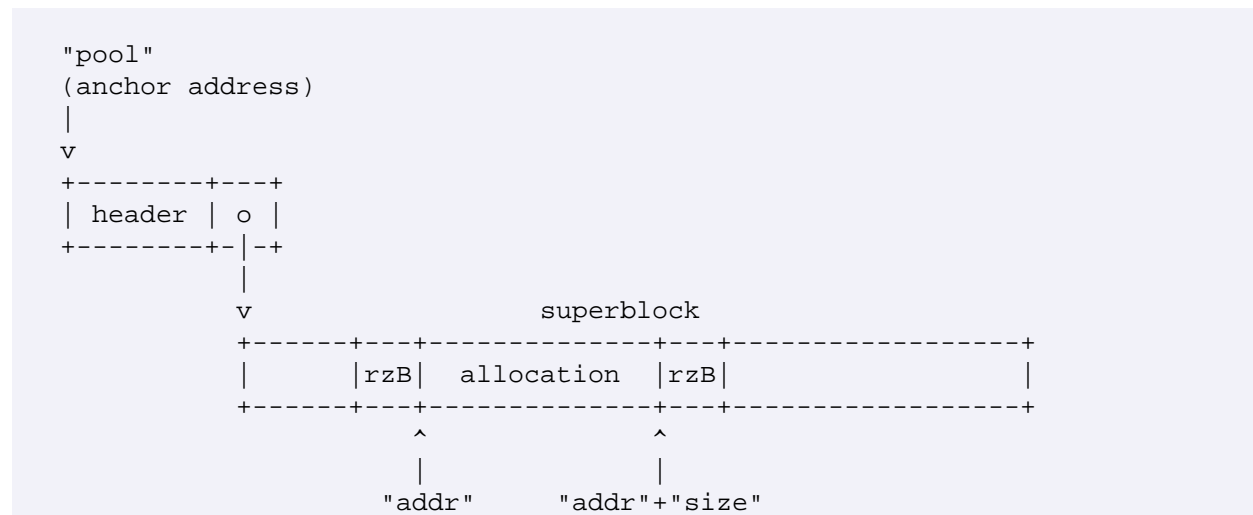 "pool"
(anchor address)
|
v
+--------+---+
| header | o |
+--------+-|-+
           |
           v                  superblock
           +------+---+--------------+---+------------------+
           |      |rzB|  allocation  |rzB|                  |
           +------+---+--------------+---+------------------+
                      ^              ^
                      |              |
                    "addr"     "addr"+"size"